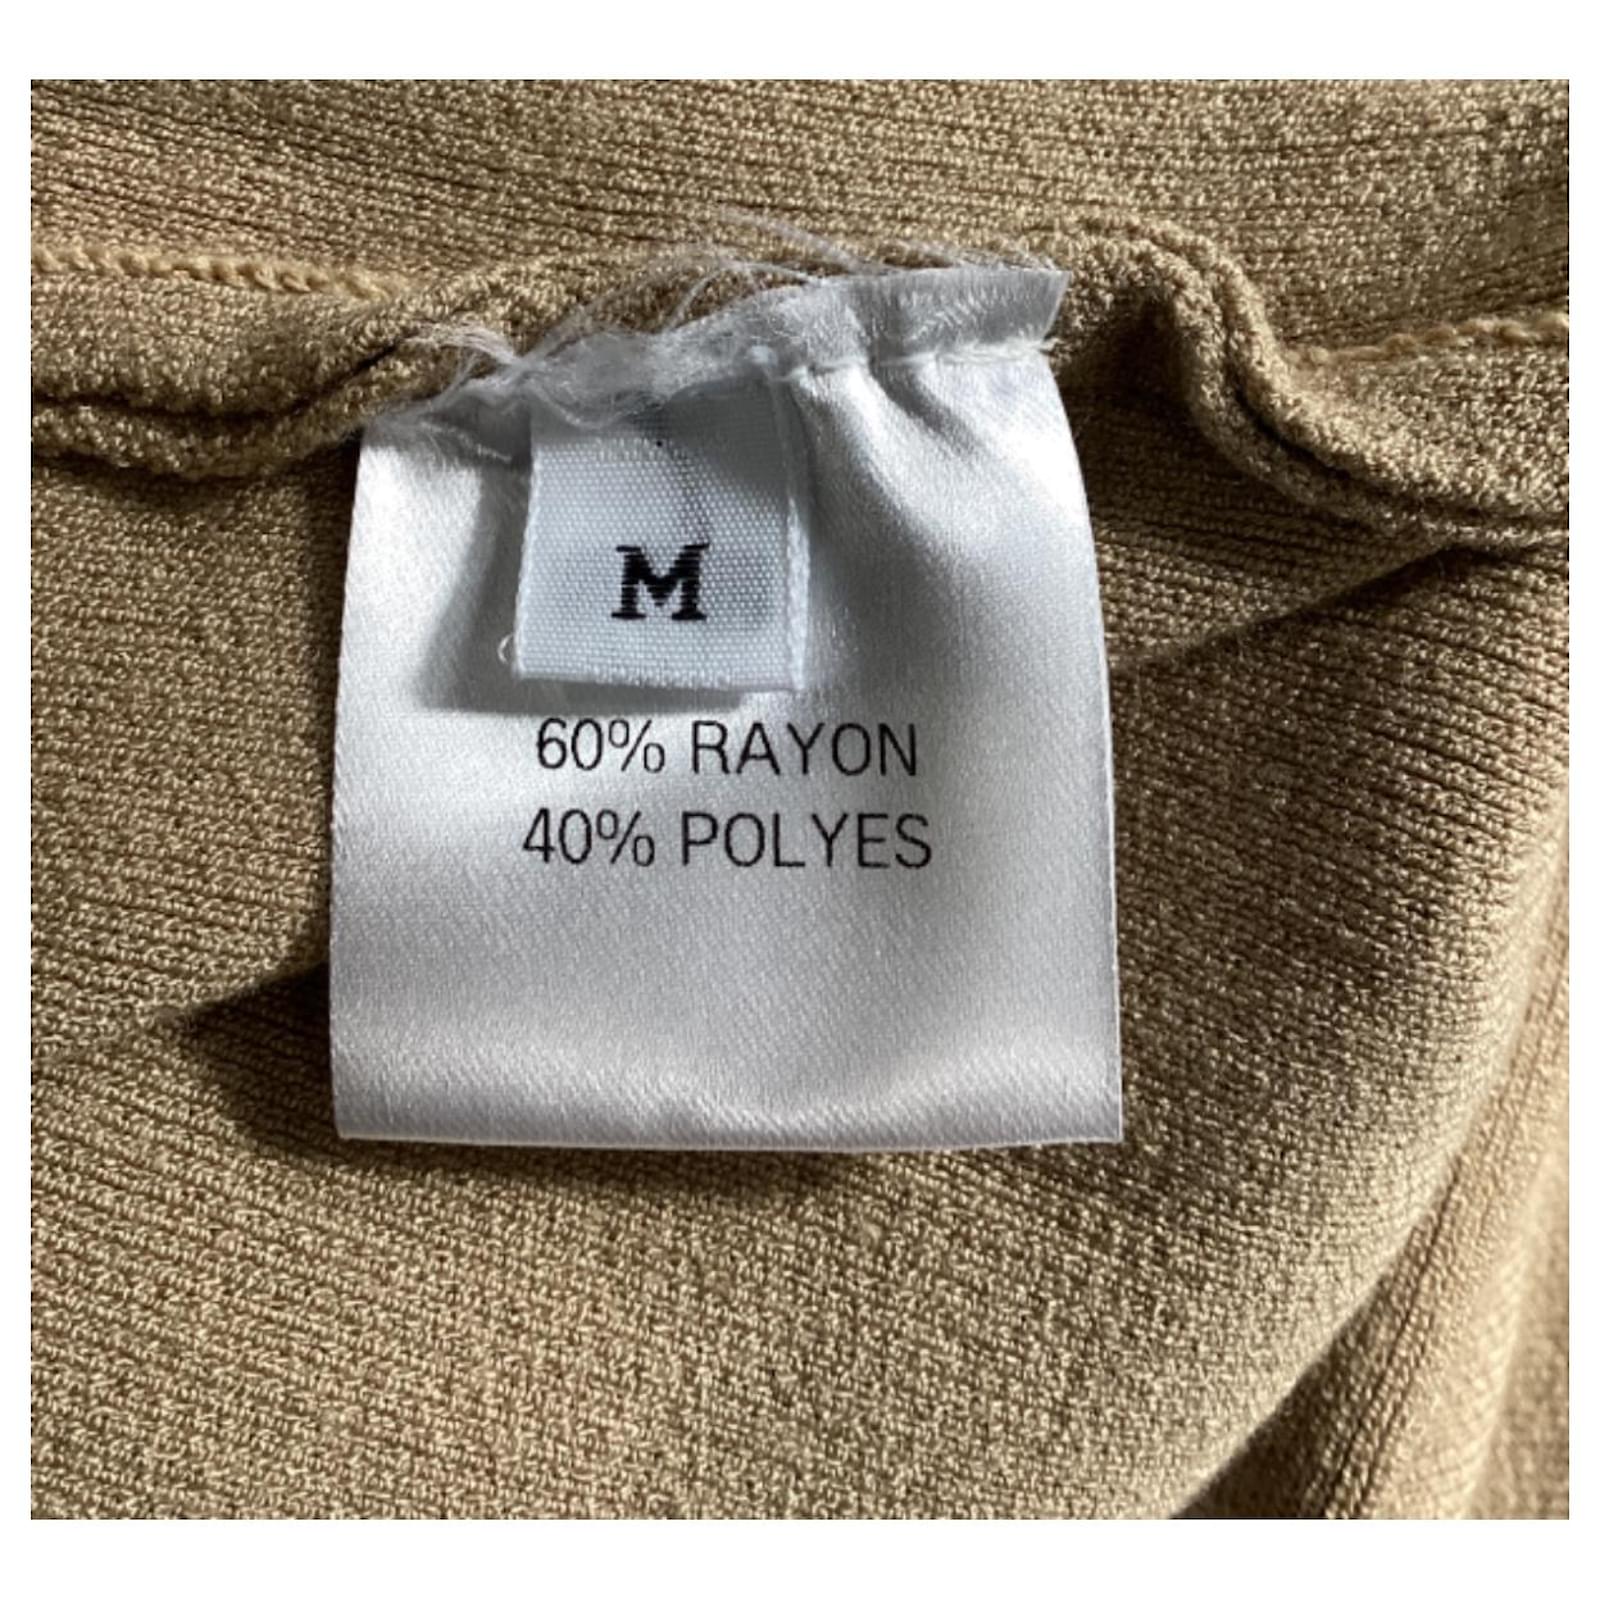 M
60% RAYON
40% POLYES